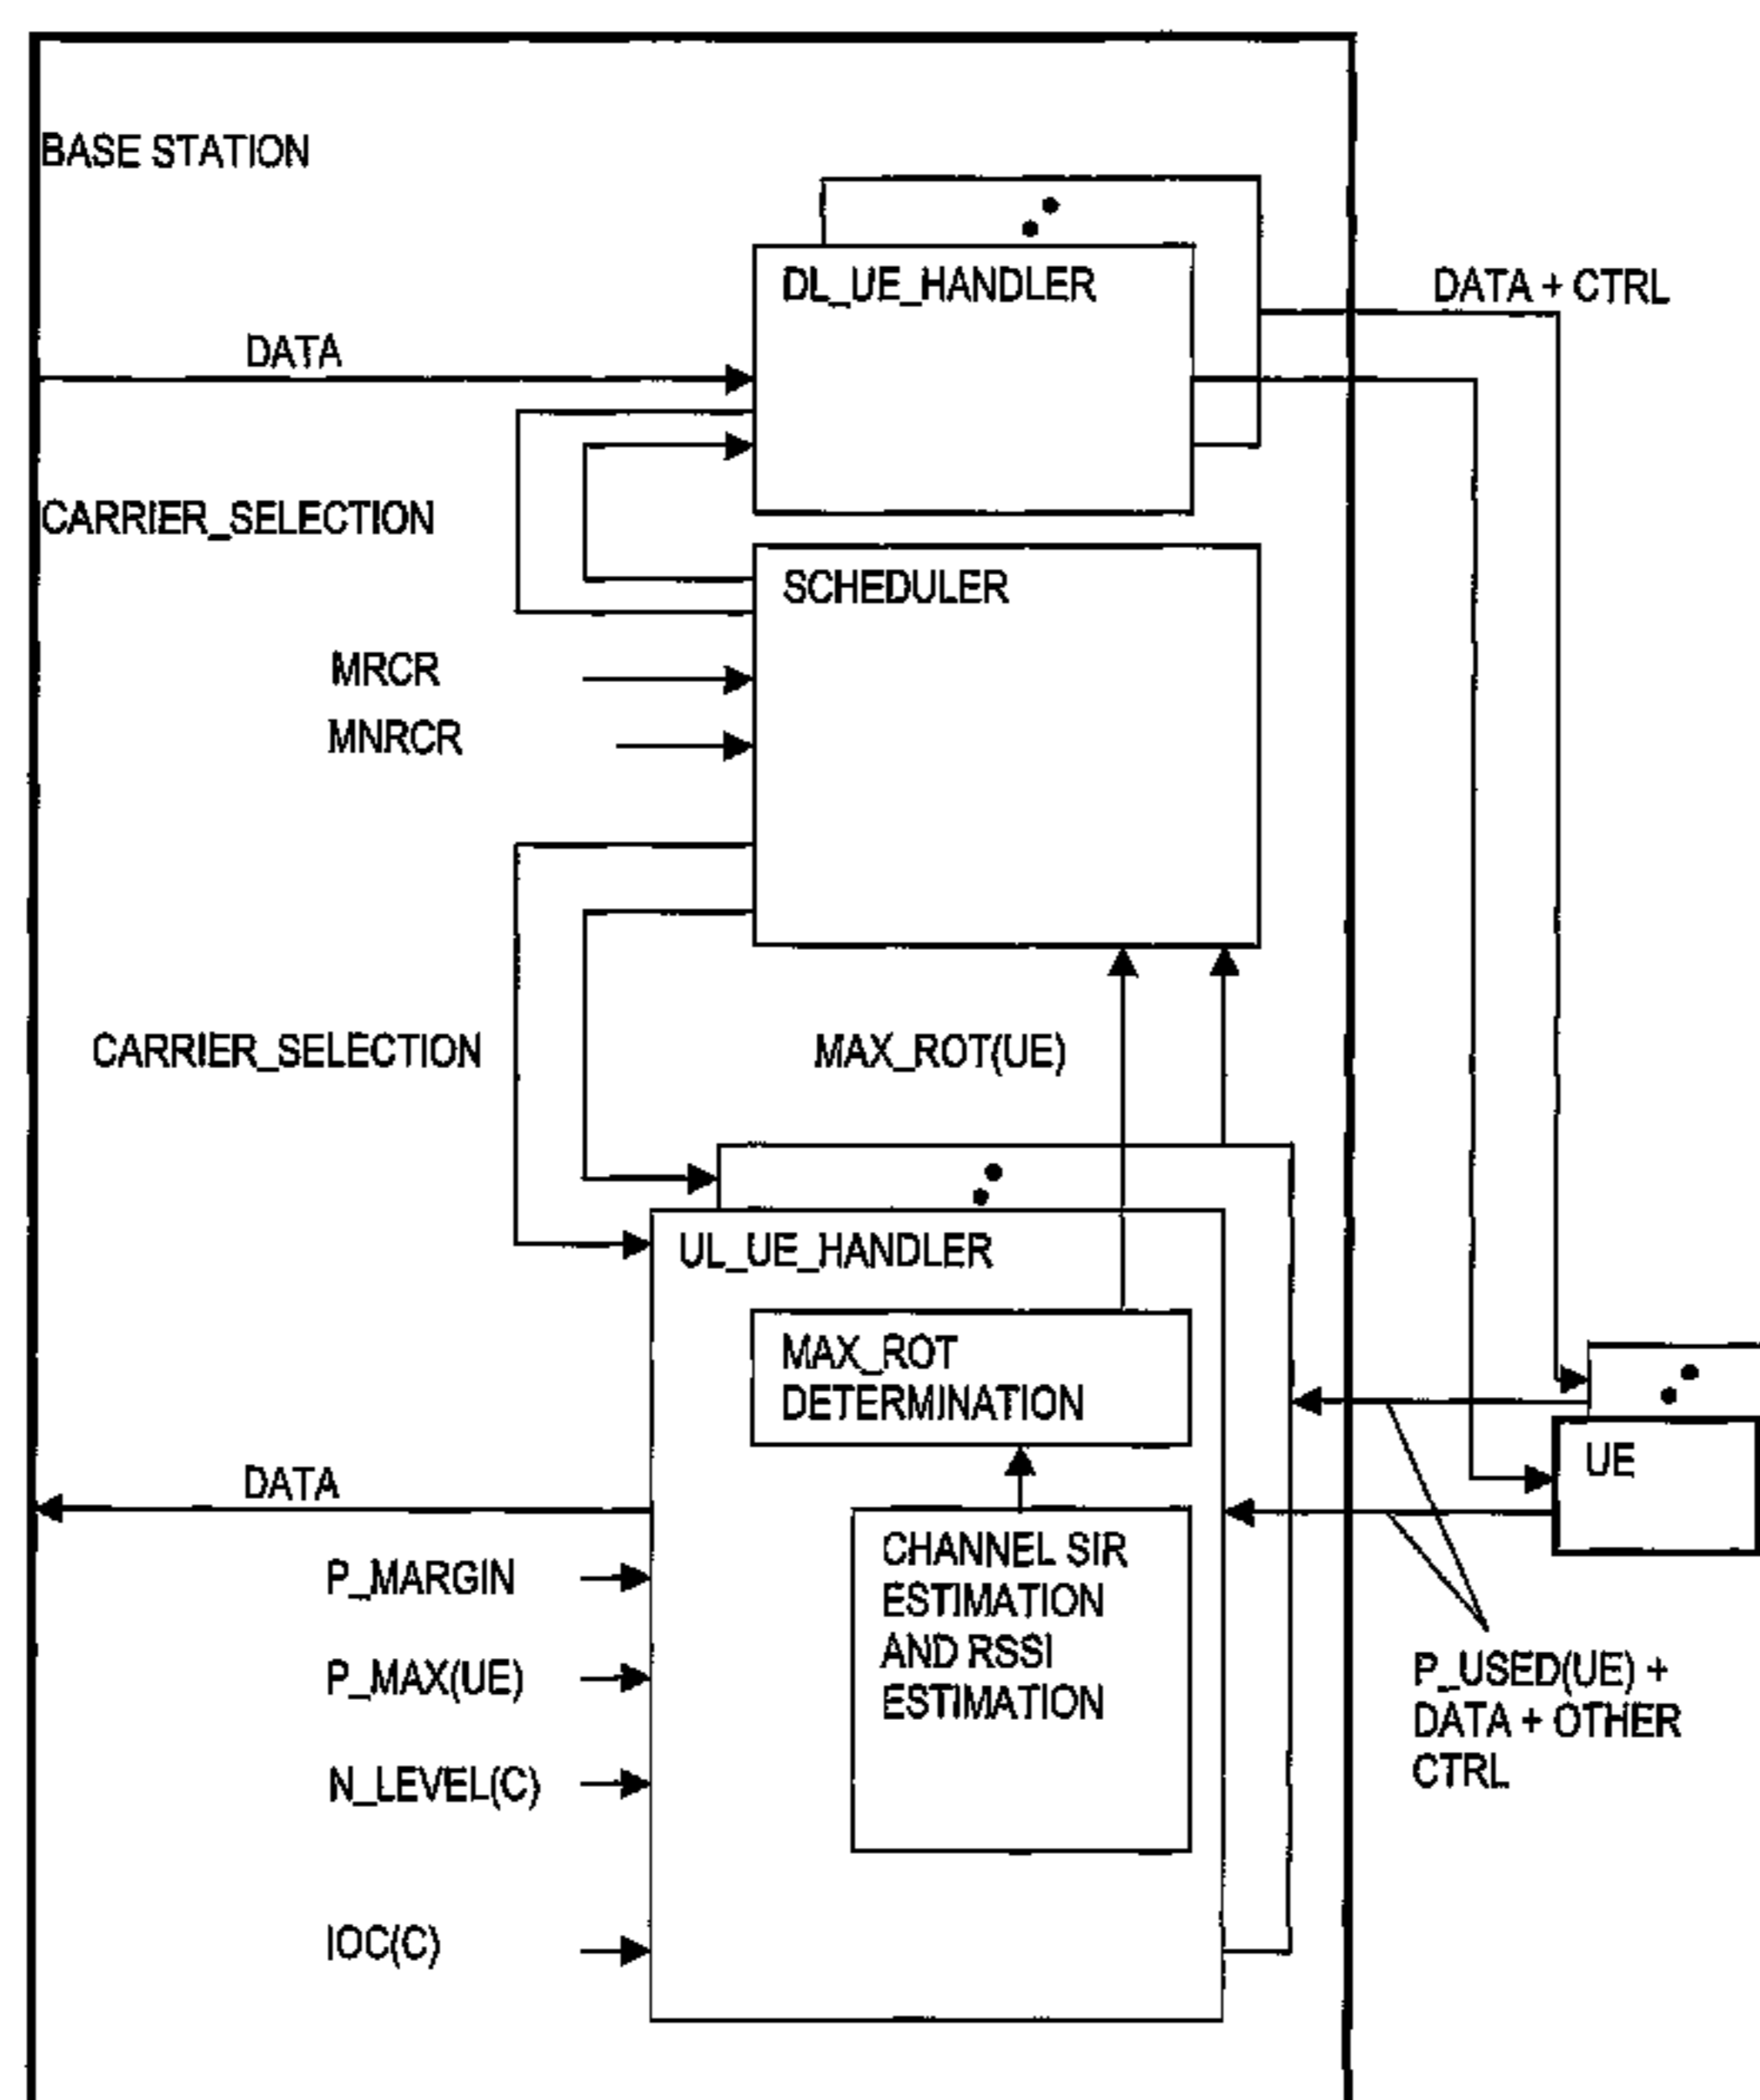 BASE STATION
DL_UE_HANDLER
DATA + CTRL
DATA
CARRIER_SELECTION
SCHEDULER
MRCR
MNRCR
CARRIER_SELECTION
MAX_ROT(UE)
UL_UE_HANDLER
MAX_ROT
DETERMINATION
UE
DATA
CHANNEL SIR
ESTIMATION
AND RSSI
ESTIMATION
P_MARGIN
P_MAX(UE)
N_LEVEL(C)
IOC(C)
P_USED(UE) +
DATA + OTHER
CTRL